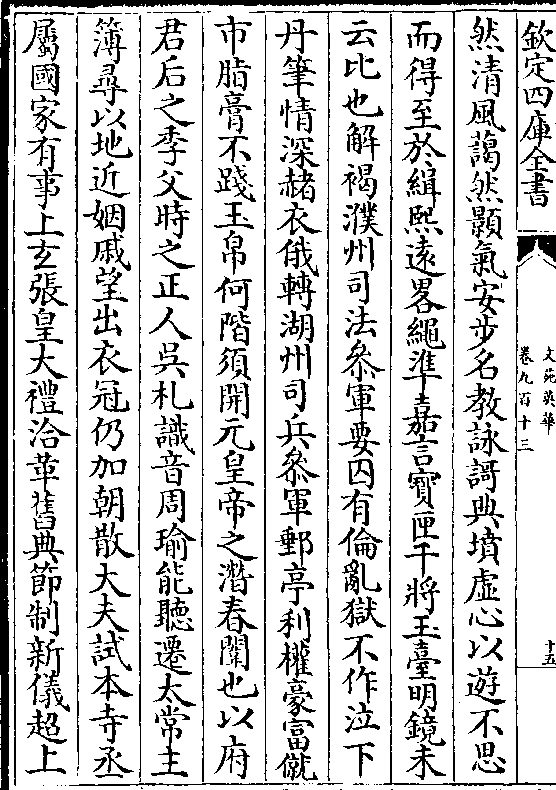 欽定四庫全書
文苑英華
卷九百十三
十五
然清風藹然顥氣安步名教詠謌典墳虚心以遊不思
而得至於緝熙遠畧繩準嘉言寳匣干將玉臺明鏡未
云比也解褐濮州司法叅軍要囚有倫亂獄不作泣下
丹筆情深赭衣俄轉湖州司兵叅軍郵亭利權豪富僦
市脂膏不踐玉帛何階須開元皇帝之潛春闈也以府
君后之季父時之正人吳札識音周瑜能聽遷太常主
簿尋以地近姻戚望出衣冠仍加朝散大夫試本寺丞
屬國家有事上玄張皇大禮洽革舊典節制新儀超上